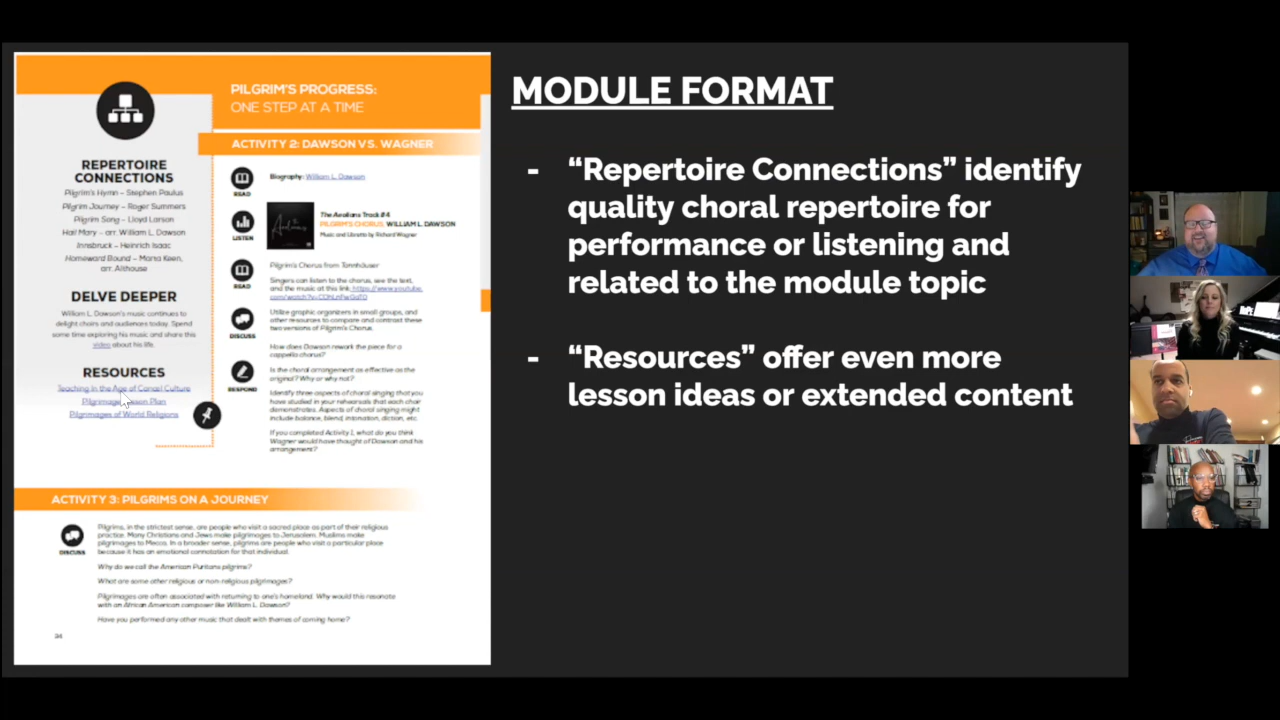 PILGRIM'S PROGRESS:
ONE STEP AT A TIME
REPERTOIRE
CONNECTIONS
Pilgrim's Hymn – Stephen Paulus
Pilgrim Journey – Roger Summers
Pilgrim Song – Lloyd Larson
Hail Mary – arr. William L. Dawson
Innsbruck – Heinrich Isaac
Homeward Bound – Marta Keen,
arr. Althouse
DELVE DEEPER
William L. Dawson's music continues to
delight choirs and audiences today. Spend
some time exploring his music and share this
video about his life.
RESOURCES
Teaching in the Age of Cancel Culture
Pilgrimage Lesson Plan
Pilgrimages of World Religions
ACTIVITY 2: DAWSON VS. WAGNER
READ
Biography: William L. Dawson
LISTEN
The Aeolians Track #4
PILGRIM'S CHORUS, WILLIAM L. DAWSON
Music and Libretto by Richard Wagner
READ
Pilgrim's Chorus from Tannhäuser
Singers can listen to the chorus, see the text,
and the music at this link: https://www.youtube.
DISCUSS
Utilize graphic organizers in small groups, and
other resources to compare and contrast these
two versions of Pilgrim's Chorus.
How does Dawson rework the piece for a
cappella chorus?
RESPOND
Is the choral arrangement as effective as the
original? Why or why not?
Identify three aspects of choral singing that you
have studied in your rehearsals that each choir
demonstrates. Aspects of choral singing might
include balance, blend, intonation, diction, etc.
If you completed Activity 1, what do you think
Wagner would have thought of Dawson and his
arrangement?
ACTIVITY 3: PILGRIMS ON A JOURNEY
DISCUSS
Pilgrims, in the strictest sense, are people who visit a sacred place as part of their religious
practice. Many Christians and Jews make pilgrimages to Jerusalem. Muslims make
pilgrimages to Mecca. In a broader sense, pilgrims are people who visit a particular place
because it has an emotional connotation for that individual.
Why do we call the American Puritans pilgrims?
What are some other religious or non-religious pilgrimages?
Pilgrimages are often associated with returning to one's homeland. Why would this resonate
with an African American composer like William L. Dawson?
Have you performed any other music that dealt with themes of coming home?
34
MODULE FORMAT
- “Repertoire Connections” identify
quality choral repertoire for
performance or listening and
related to the module topic
- “Resources” offer even more
lesson ideas or extended content